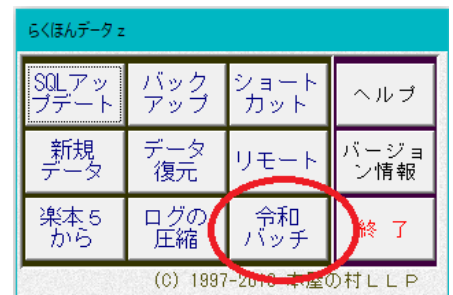 らくほんデータ z
SQLアッ
プデート
バック
アップ
ショート
カット
ヘルプ
新規
データ
データ
復元
リモート
バージョ
ン情報
楽本５
から
ログの
圧縮
令和
パッチ
終 了
(C) 1997-2018 本屋の村ＬＬＰ